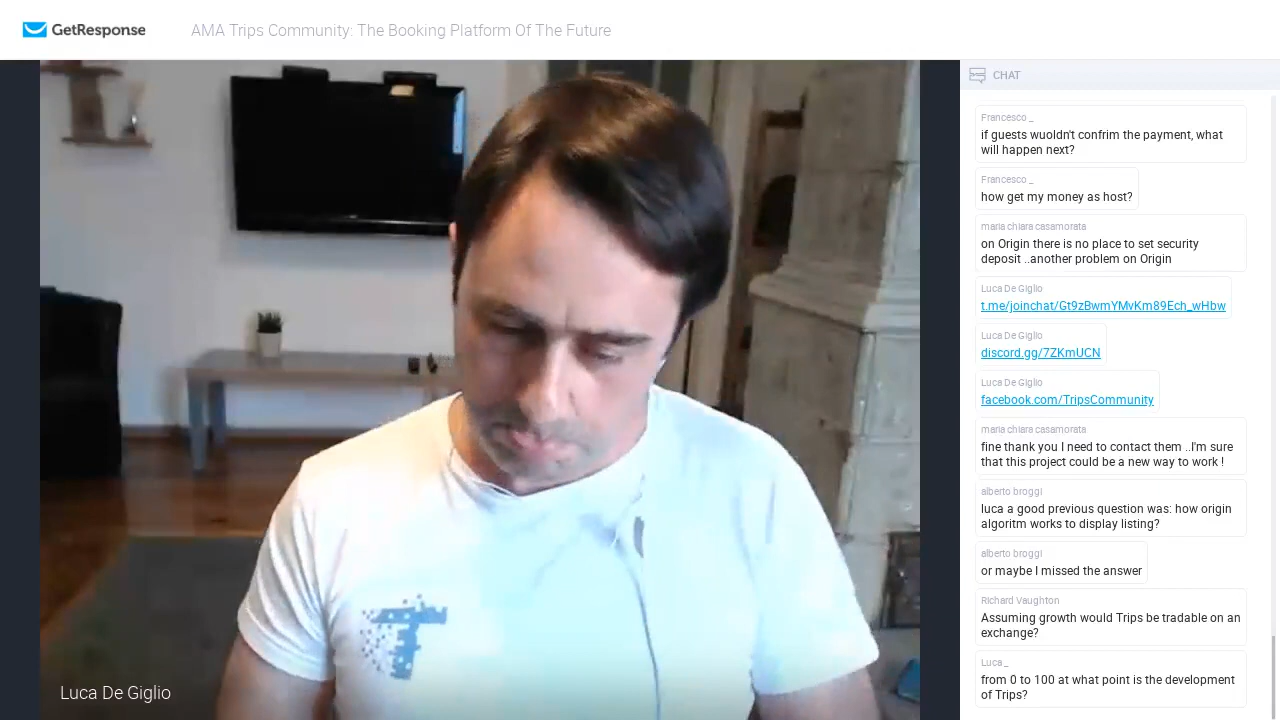 GetResponse
AMA Trips Community: The Booking Platform Of The Future
CHAT
Francesco _
if guests wuoldn't confrim the payment, what
will happen next?
Francesco _
how get my money as host?
maria chiara casamorata
on Origin there is no place to set security
deposit ..another problem on Origin
Luca De Giglio
t.me/joinchat/Gt9zBwmYMvKm89Ech_wHbw
Luca De Giglio
discord.gg/7ZKmUCN
Luca De Giglio
facebook.com/TripsCommunity
maria chiara casamorata
fine thank you I need to contact them ..I'm sure
that this project could be a new way to work !
alberto broggi
luca a good previous question was: how origin
algoritm works to display listing?
alberto broggi
or maybe I missed the answer
Richard Vaughton
Assuming growth would Trips be tradable on an
exchange?
Luca _
from 0 to 100 at what point is the development
of Trips?
Luca De Giglio